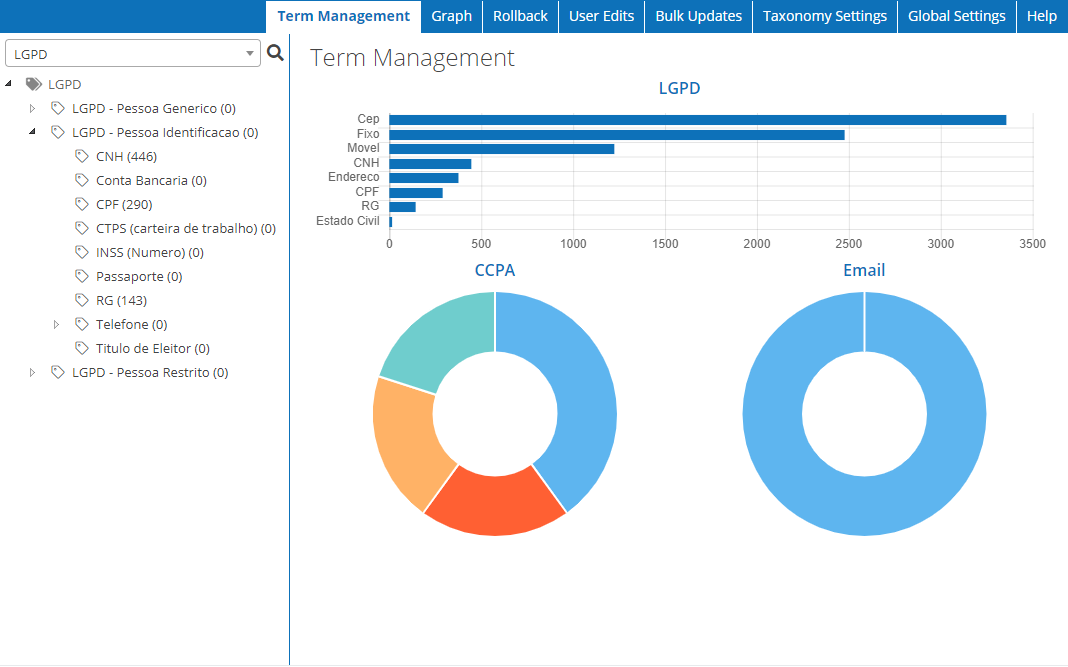 Term Management Graph Rollback User Edits Bulk Updates Taxonomy Settings Global Settings Help
LGPD
LGPD
LGPD - Pessoa Generico (0)
LGPD - Pessoa Identificacao (0)
CNH (446)
Conta Bancaria (0)
CPF (290)
CTPS (carteira de trabalho) (0)
INSS (Numero) (0)
Passaporte (0)
RG (143)
Telefone (0)
Titulo de Eleitor (0)
LGPD - Pessoa Restrito (0)
Term Management
LGPD
Cep
Fixo
Movel
CNH
Endereco
CPF
RG
Estado Civil
0 500 1000 1500 2000 2500 3000 3500
CCPA
Email